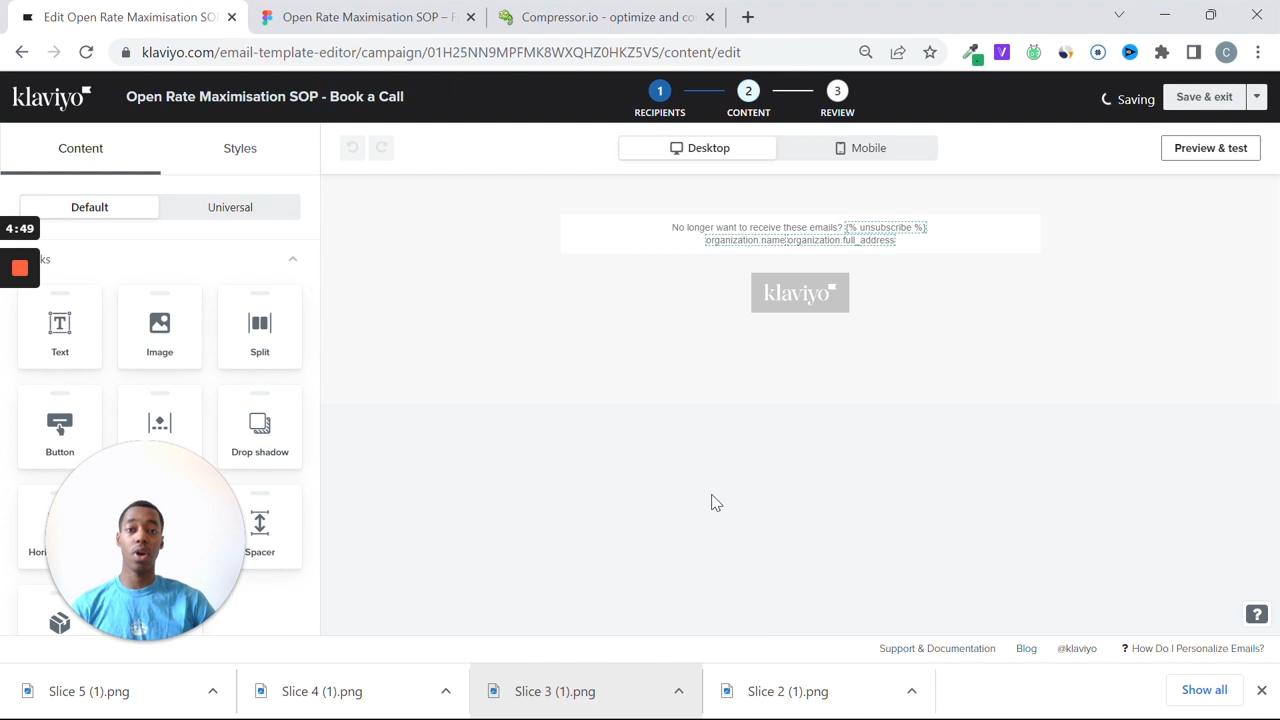 Edit Open Rate Maximisation SO
Open Rate Maximisation SOP – F
Compressor.io - optimize and co
klaviyo.com/email-template-editor/campaign/01H25NN9MPFMK8WXQHZ0HKZ5VS/content/edit
C
klaviyo
Open Rate Maximisation SOP - Book a Call
1
2
3
RECIPIENTS
CONTENT
REVIEW
Saving
Save & exit
Content
Styles
Desktop
Mobile
Preview & test
Default
Universal
4:49
ks
No longer want to receive these emails? {% unsubscribe %}
organization.name organization.full_address
klaviyo
Text
Image
Split
Button
Drop shadow
Hori
Spacer
?
Support & Documentation
Blog
@klaviyo
? How Do I Personalize Emails?
Slice 5 (1).png
Slice 4 (1).png
Slice 3 (1).png
Slice 2 (1).png
Show all